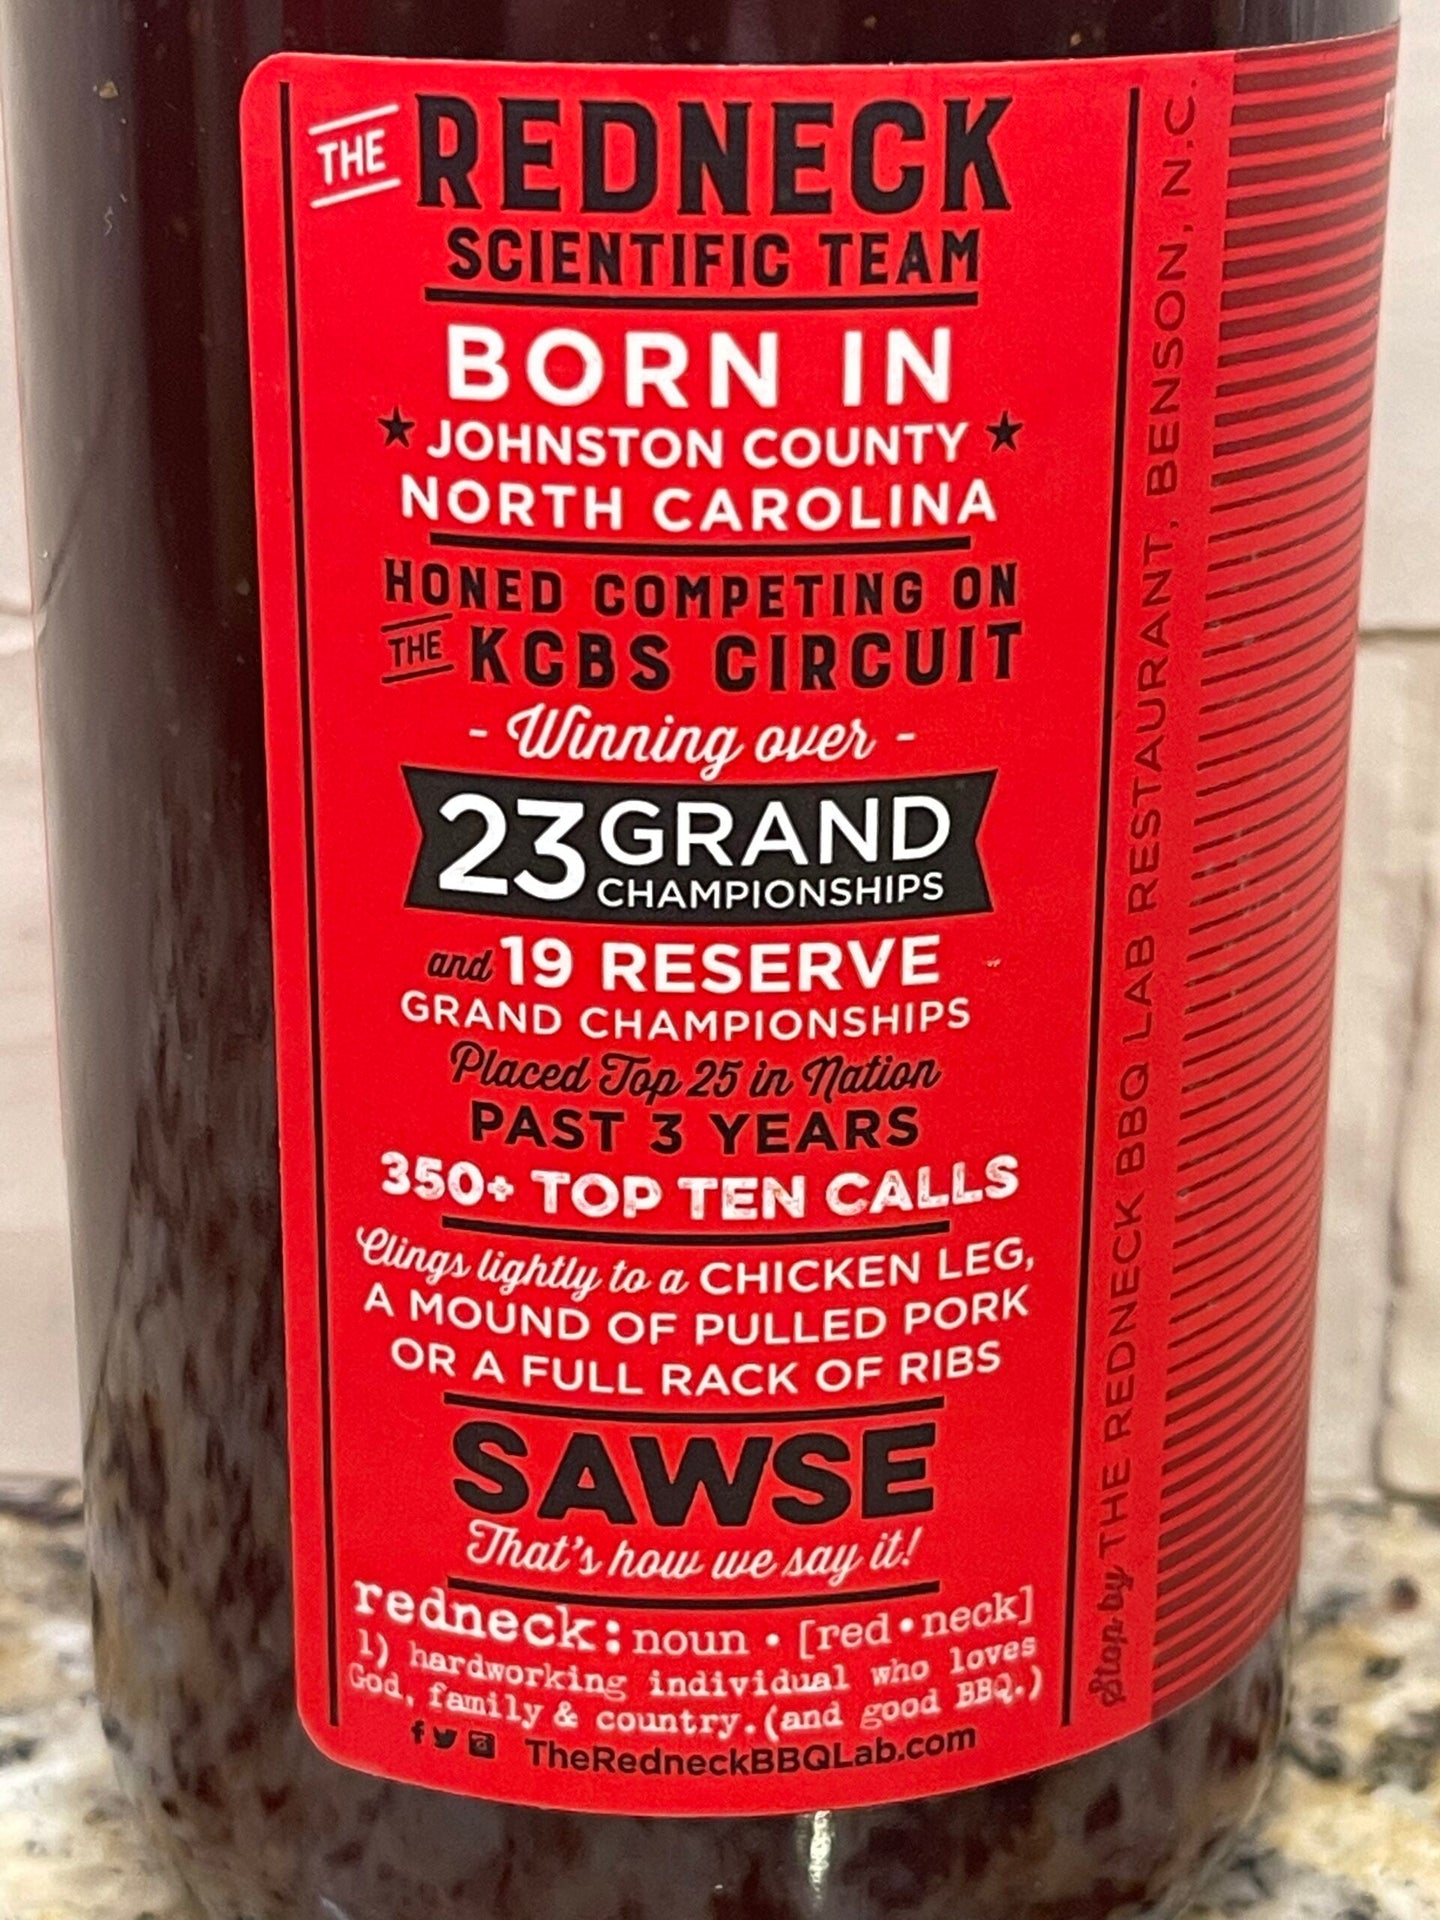 THE REDNECK
SCIENTIFIC TEAM
BORN IN
JOHNSTON COUNTY
NORTH CAROLINA
HONED COMPETING ON
THE KCBS CIRCUIT
- Winning over -
23 GRAND
CHAMPIONSHIPS
and 19 RESERVE
GRAND CHAMPIONSHIPS
Placed Top 25 in Nation
PAST 3 YEARS
350+ TOP TEN CALLS
Clings lightly to a CHICKEN LEG,
A MOUND OF PULLED PORK
OR A FULL RACK OF RIBS
SAWSE
That's how we say it!
redneck: noun • [red•neck]
1) hardworking individual who loves
God, family & country. (and good BBQ.)
TheRedneckBBQLab.com
Stop by THE REDNECK BBQ LAB RESTAURANT. BENSON, N.C.